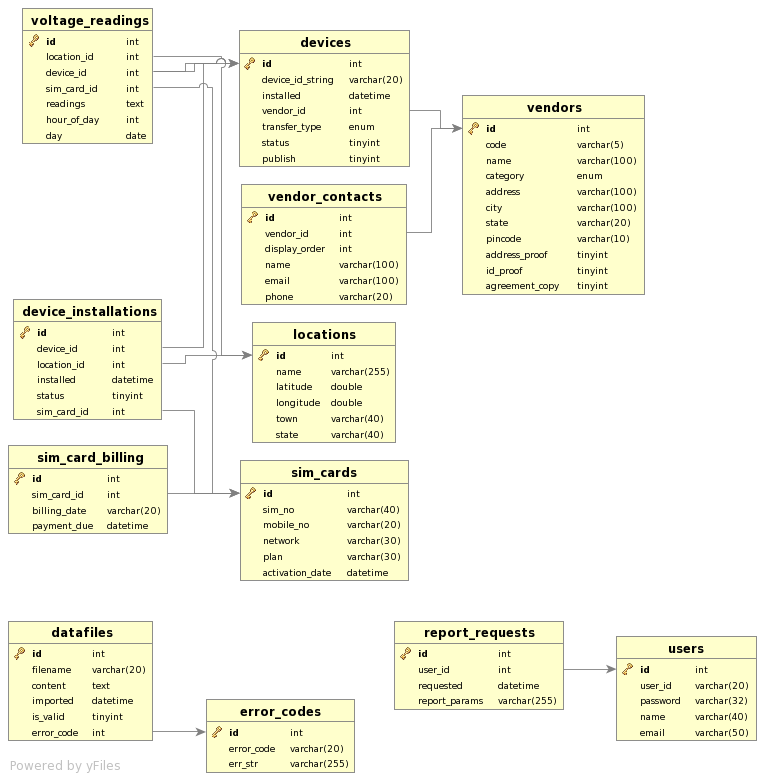 voltage_readings
id int
location_id int
device_id int
sim_card_id int
readings text
hour_of_day int
day date
devices
id int
device_id_string varchar(20)
installed datetime
vendor_id int
transfer_type enum
status tinyint
publish tinyint
vendors
id int
code varchar(5)
name varchar(100)
category enum
address varchar(100)
city varchar(100)
state varchar(20)
pincode varchar(10)
address_proof tinyint
id_proof tinyint
agreement_copy tinyint
vendor_contacts
id int
vendor_id int
display_order int
name varchar(100)
email varchar(100)
phone varchar(20)
device_installations
id int
device_id int
location_id int
installed datetime
status tinyint
sim_card_id int
locations
id int
name varchar(255)
latitude double
longitude double
town varchar(40)
state varchar(40)
sim_card_billing
id int
sim_card_id int
billing_date varchar(20)
payment_due datetime
sim_cards
id int
sim_no varchar(40)
mobile_no varchar(20)
network varchar(30)
plan varchar(30)
activation_date datetime
datafiles
id int
filename varchar(20)
content text
imported datetime
is_valid tinyint
error_code int
error_codes
id int
error_code varchar(20)
err_str varchar(255)
report_requests
id int
user_id int
requested datetime
report_params varchar(255)
users
id int
user_id varchar(20)
password varchar(32)
name varchar(40)
email varchar(50)
Powered by yFiles